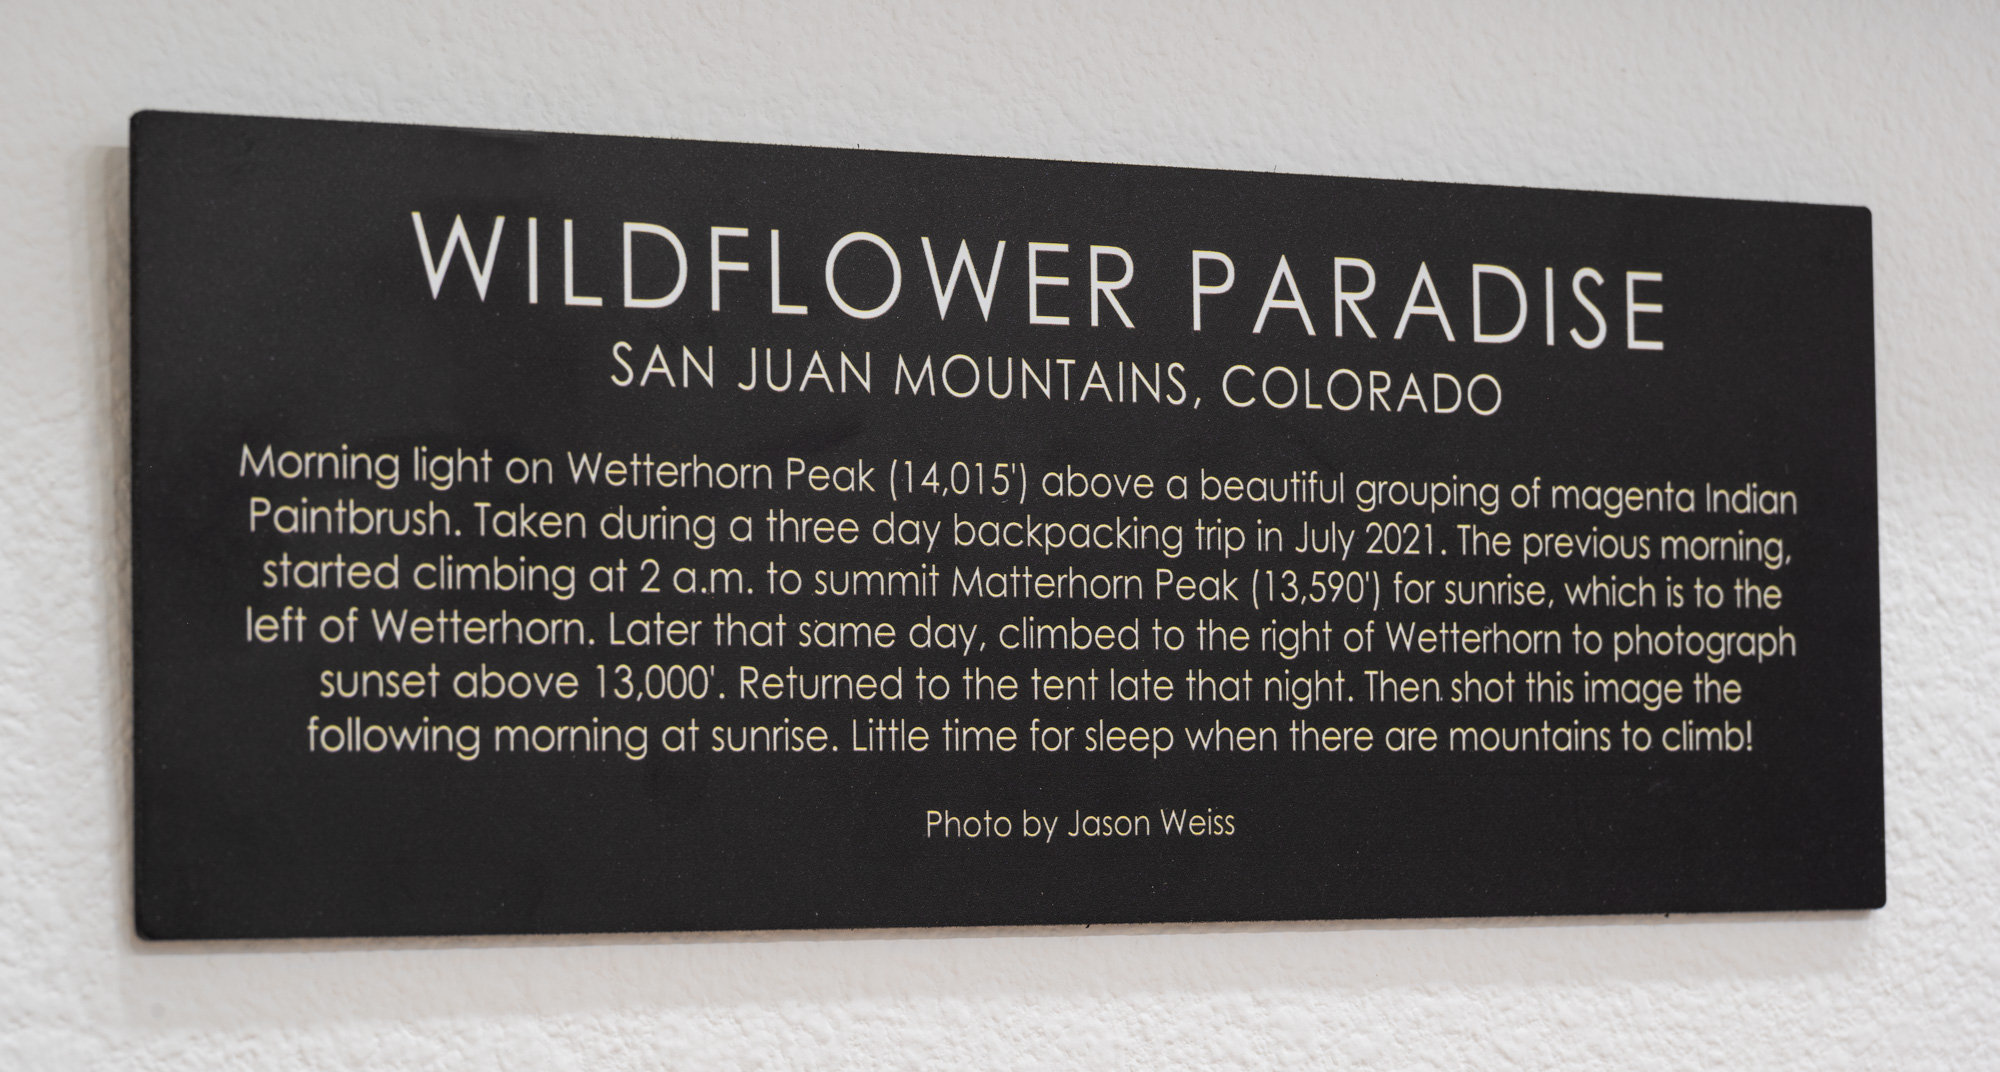 WILDFLOWER PARADISE
SAN JUAN MOUNTAINS, COLORADO
Morning light on Wetterhorn Peak (14,015') above a beautiful grouping of magenta Indian
Paintbrush. Taken during a three day backpacking trip in July 2021. The previous morning,
started climbing at 2 a.m. to summit Matterhorn Peak (13,590') for sunrise, which is to the
left of Wetterhorn. Later that same day, climbed to the right of Wetterhorn to photograph
sunset above 13,000'. Returned to the tent late that night. Then shot this image the
following morning at sunrise. Little time for sleep when there are mountains to climb!
Photo by Jason Weiss